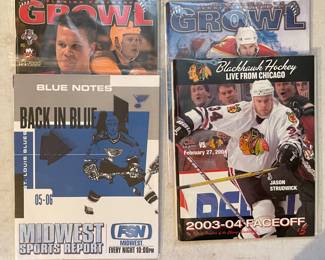 GROWL
GROWL
BLUE NOTES
BACK IN BLUE
ST. LOUIS BLUES
05-06
MIDWEST
SPORTS REPORT
FSN
MIDWEST
EVERY NIGHT 10:00PM
Blackhawk Hockey
LIVE FROM CHICAGO
VS.
February 27, 2004
JASON
STRUDWICK
2003-04 FACEOFF